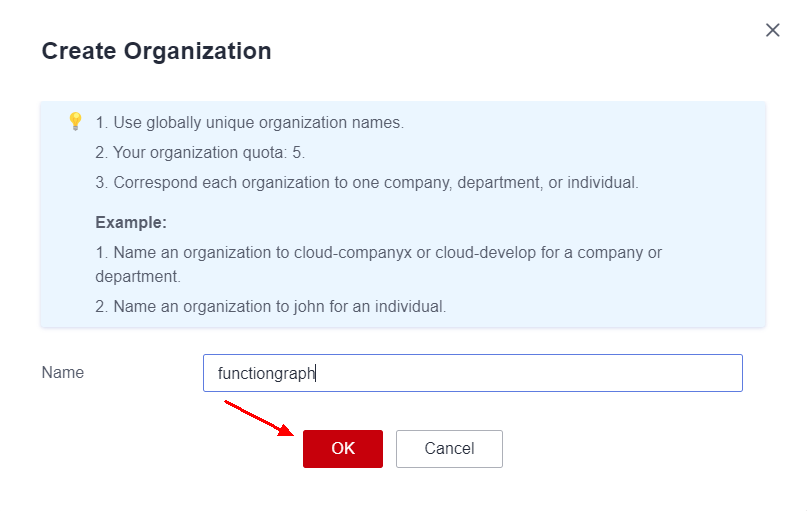 Create Organization
1. Use globally unique organization names.
2. Your organization quota: 5.
3. Correspond each organization to one company, department, or individual.
Example:
1. Name an organization to cloud-companyx or cloud-develop for a company or
department.
2. Name an organization to john for an individual.
Name
functiongraph
OK
Cancel